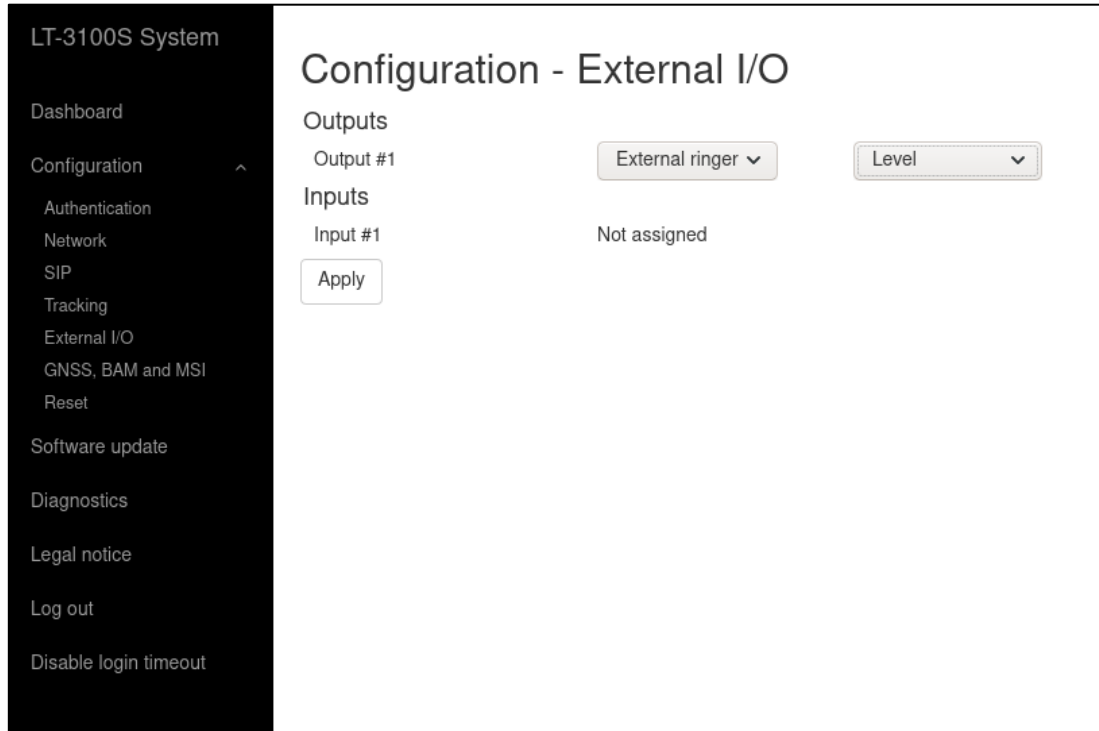 LT-3100S System
Dashboard
Configuration
Authentication
Network
SIP
Tracking
External I/O
GNSS, BAM and MSI
Reset
Software update
Diagnostics
Legal notice
Log out
Disable login timeout
Configuration - External I/O
Outputs
Output #1 External ringer Level
Inputs
Input #1 Not assigned
Apply